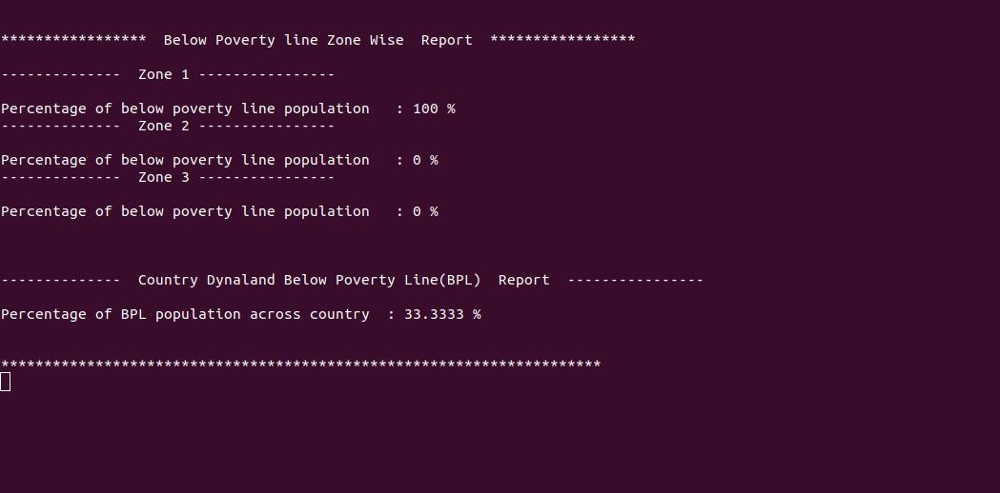 *****************  Below Poverty line Zone Wise  Report  *****************
--------------  Zone 1 ----------------
Percentage of below poverty line population   : 100 %
--------------  Zone 2 ----------------
Percentage of below poverty line population   : 0 %
--------------  Zone 3 ----------------
Percentage of below poverty line population   : 0 %
--------------  Country Dynaland Below Poverty Line(BPL)  Report  ----------------
Percentage of BPL population across country  : 33.3333 %
**********************************************************************